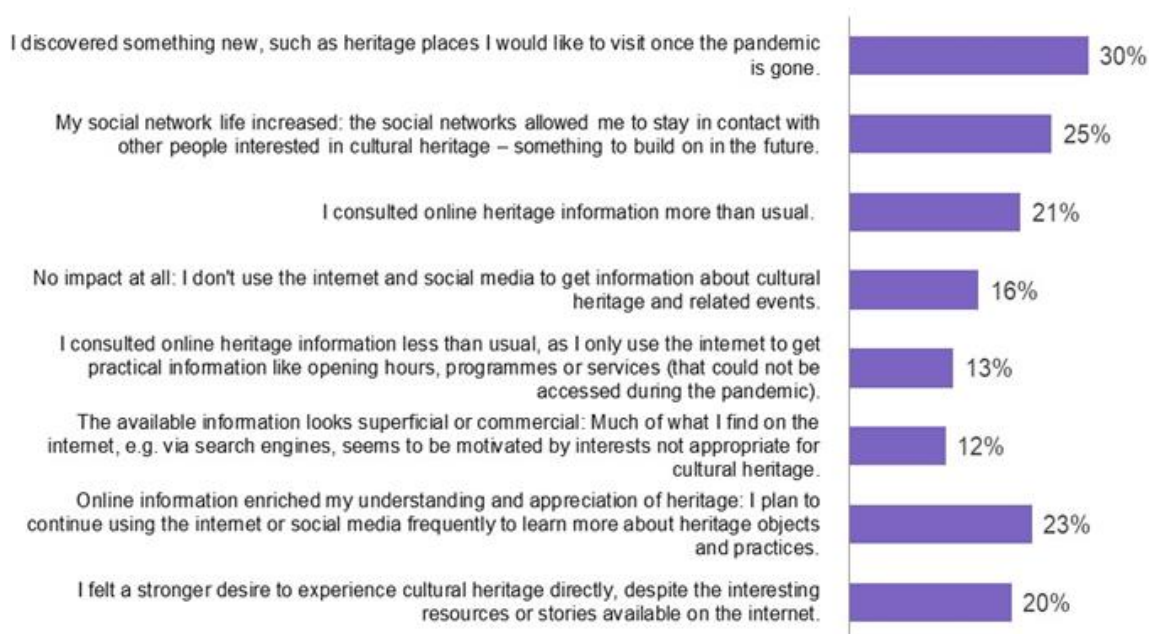 I discovered something new, such as heritage places I would like to visit once the pandemic
is gone.
30%
My social network life increased: the social networks allowed me to stay in contact with
other people interested in cultural heritage – something to build on in the future.
25%
I consulted online heritage information more than usual.
21%
No impact at all: I don't use the internet and social media to get information about cultural
heritage and related events.
16%
I consulted online heritage information less than usual, as I only use the internet to get
practical information like opening hours, programmes or services (that could not be
accessed during the pandemic).
13%
The available information looks superficial or commercial: Much of what I find on the
internet, e.g. via search engines, seems to be motivated by interests not appropriate for
cultural heritage.
12%
Online information enriched my understanding and appreciation of heritage: I plan to
continue using the internet or social media frequently to learn more about heritage objects
and practices.
23%
I felt a stronger desire to experience cultural heritage directly, despite the interesting
resources or stories available on the internet.
20%